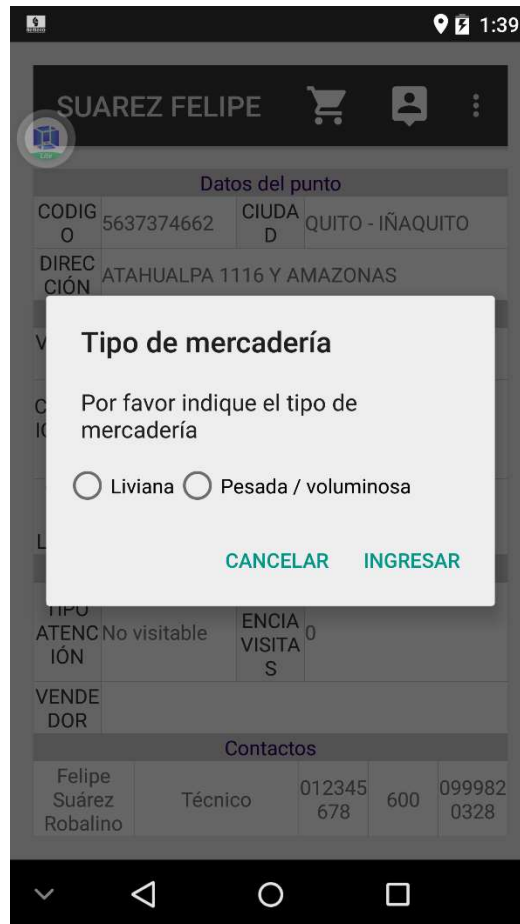 1:39
SUAREZ FELIPE
Datos del punto
CODIG
O
5637374662
CIUDA
D
QUITO - IÑAQUITO
DIREC
CIÓN
ATAHUALPA 1116 Y AMAZONAS
Tipo de mercadería
Por favor indique el tipo de
mercadería
Liviana
Pesada / voluminosa
CANCELAR
INGRESAR
TIPO
ATENC
IÓN
No visitable
ENCIA
VISITA
S
0
VENDE
DOR
Contactos
Felipe
Suárez
Robalino
Técnico
012345
678
600
099982
0328